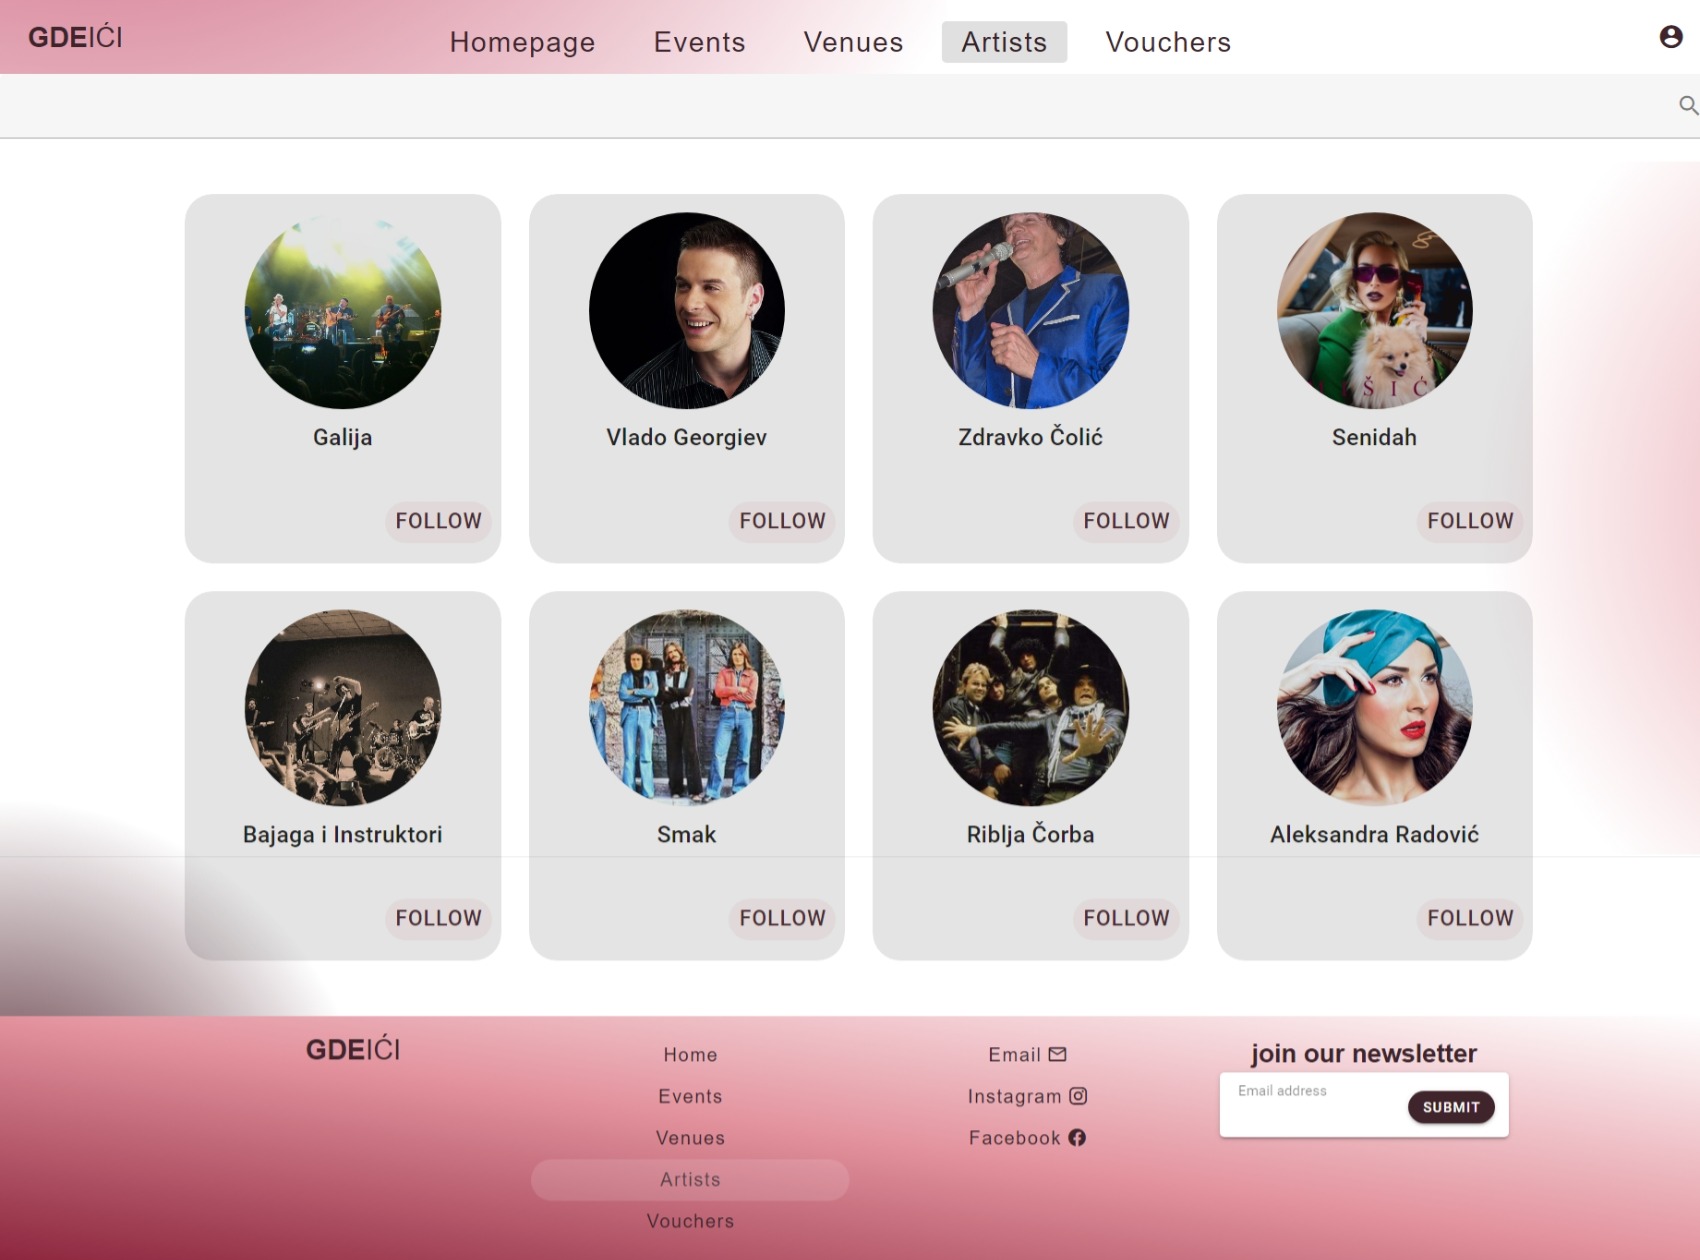 GDEIĆI
Homepage Events Venues Artists Vouchers
Galija
Vlado Georgiev
Zdravko Čolić
Š I Ć
Senidah
FOLLOW
FOLLOW
FOLLOW
FOLLOW
Bajaga i Instruktori
Smak
Riblja Čorba
Aleksandra Radović
FOLLOW
FOLLOW
FOLLOW
FOLLOW
GDEIĆI
Home
Events
Venues
Artists
Vouchers
Email
Instagram
Facebook
join our newsletter
Email address
SUBMIT